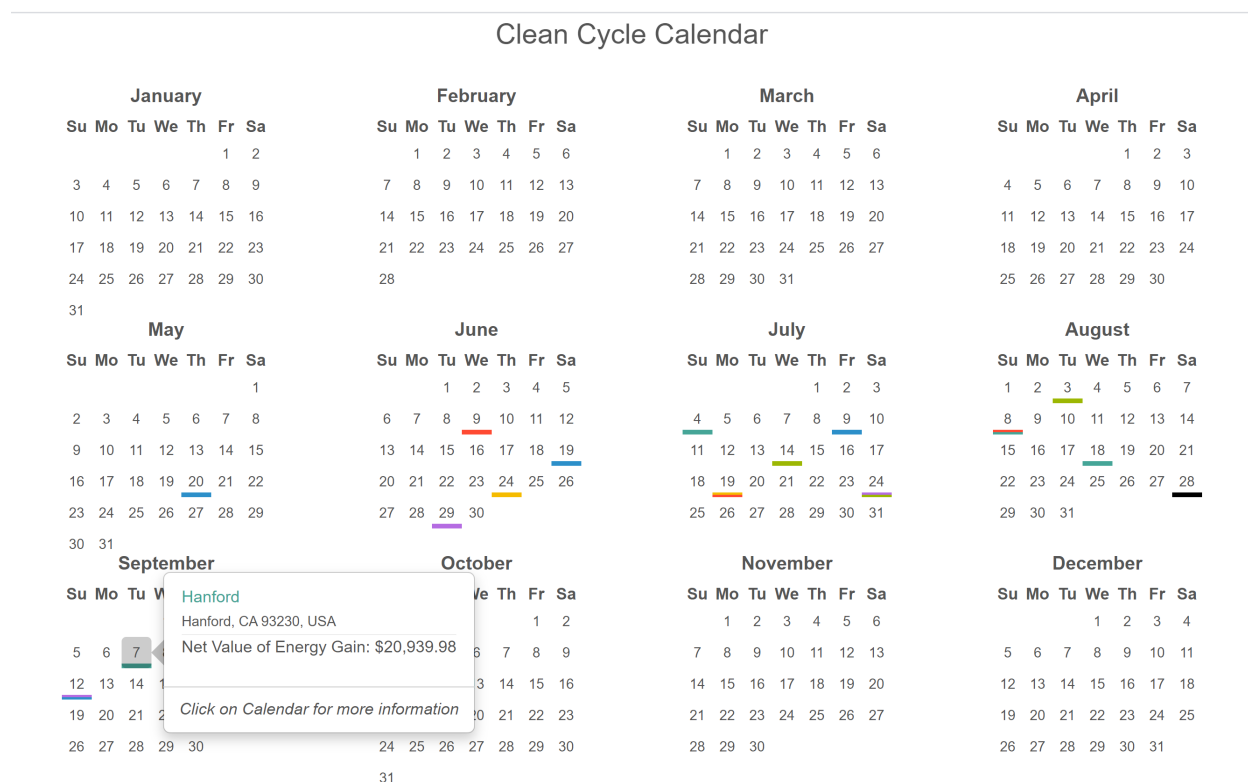 Clean Cycle Calendar
January February March April
Su Mo Tu We Th Fr Sa Su Mo Tu We Th Fr Sa Su Mo Tu We Th Fr Sa Su Mo Tu We Th Fr Sa
1 2 1 2 3 4 5 6 1 2 3 4 5 6 1 2 3
3 4 5 6 7 8 9 7 8 9 10 11 12 13 7 8 9 10 11 12 13 4 5 6 7 8 9 10
10 11 12 13 14 15 16 14 15 16 17 18 19 20 14 15 16 17 18 19 20 11 12 13 14 15 16 17
17 18 19 20 21 22 23 21 22 23 24 25 26 27 21 22 23 24 25 26 27 18 19 20 21 22 23 24
24 25 26 27 28 29 30 28 28 29 30 31 25 26 27 28 29 30
31
May June July August
Su Mo Tu We Th Fr Sa Su Mo Tu We Th Fr Sa Su Mo Tu We Th Fr Sa Su Mo Tu We Th Fr Sa
1 1 2 3 4 5 1 2 3 1 2 3 4 5 6 7
2 3 4 5 6 7 8 6 7 8 9 10 11 12 4 5 6 7 8 9 10 8 9 10 11 12 13 14
9 10 11 12 13 14 15 13 14 15 16 17 18 19 11 12 13 14 15 16 17 15 16 17 18 19 20 21
16 17 18 19 20 21 22 20 21 22 23 24 25 26 18 19 20 21 22 23 24 22 23 24 25 26 27 28
23 24 25 26 27 28 29 27 28 29 30 25 26 27 28 29 30 31 29 30 31
30 31
September October November December
Su Mo Tu Th Fr Sa Su Mo Tu We Th Fr Sa Su Mo Tu We Th Fr Sa
1 2 1 2 3 4 5 6 1 2 3 4
5 6 7 7 8 9 7 8 9 10 11 12 13 5 6 7 8 9 10 11
12 13 14 14 15 16 14 15 16 17 18 19 20 12 13 14 15 16 17 18
19 20 21 21 22 23 21 22 23 24 25 26 27 19 20 21 22 23 24 25
26 27 28 29 30 24 25 26 27 28 29 30 28 29 30 26 27 28 29 30 31
31
Hanford
Hanford, CA 93230, USA
Net Value of Energy Gain: $20,939.98
Click on Calendar for more information